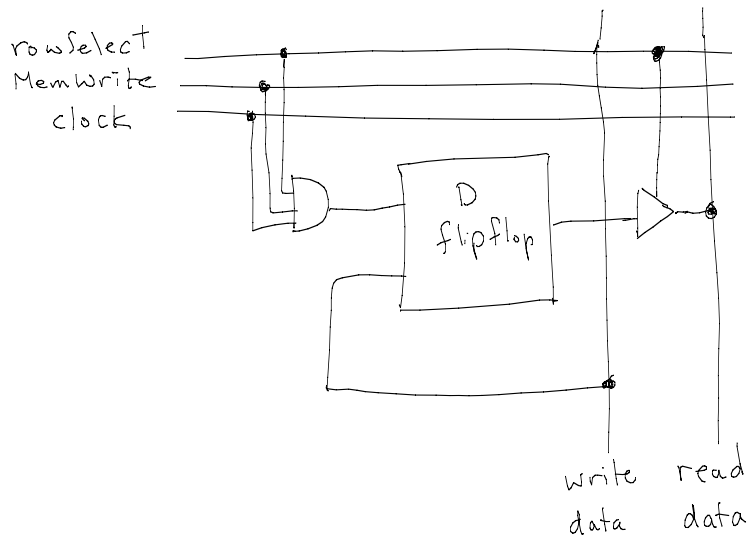 rowSelect
MemWrite
clock
D
flipflop
write
data
read
data